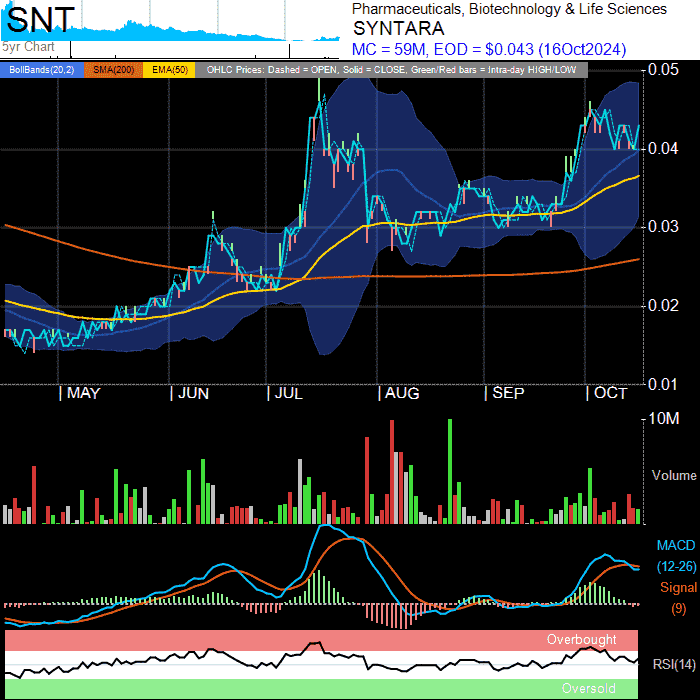 SNT
5yr Chart
Pharmaceuticals, Biotechnology & Life Sciences
SYNTARA
MC = 59M, EOD = $0.043 (16Oct2024)
BollBands(20,2) SMA(200) EMA(50) OHLC Prices: Dashed = OPEN, Solid = CLOSE, Green/Red bars = Intra-day HIGH/LOW
0.05
0.04
0.03
0.02
0.01
MAY JUN JUL AUG SEP OCT
10M
Volume
MACD
(12-26)
Signal
(9)
Overbought
RSI(14)
Oversold